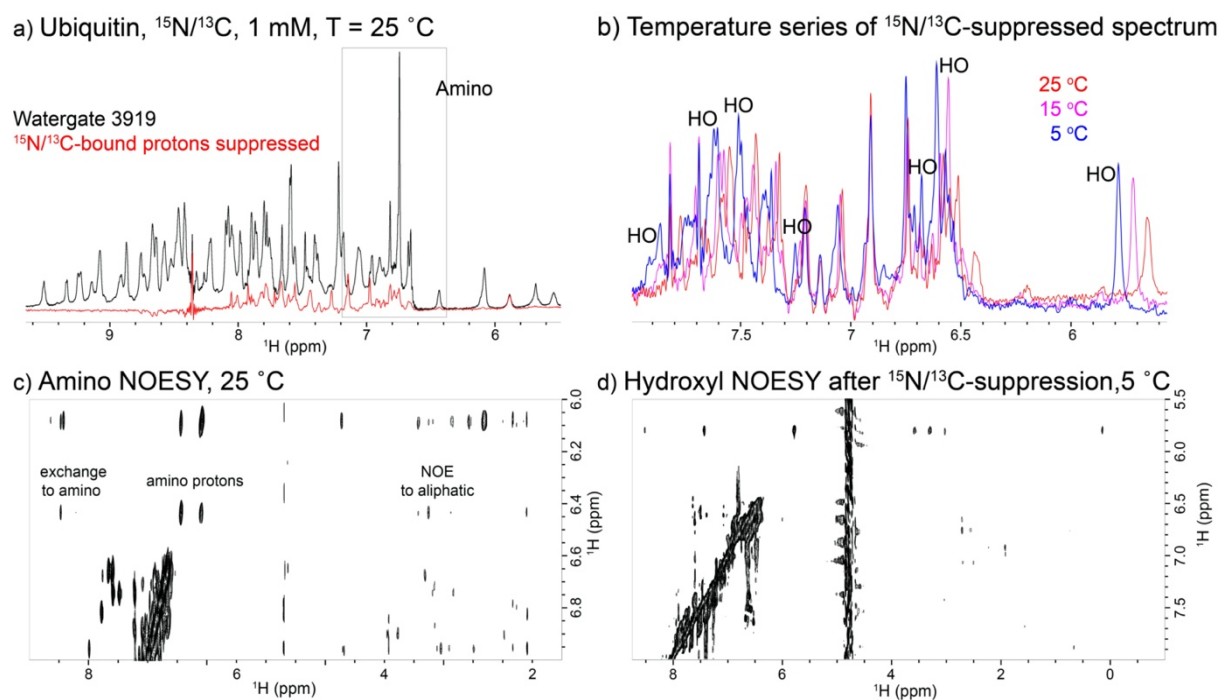 a) Ubiquitin, ¹⁵N/¹³C, 1 mM, T = 25 °C
Amino
Watergate 3919
¹⁵N/¹³C-bound protons suppressed
9 8 7 6
¹H (ppm)
b) Temperature series of ¹⁵N/¹³C-suppressed spectrum
HO
HO
HO
HO
HO
HO
HO
25 °C
15 °C
5 °C
7.5 7 6.5 6
¹H (ppm)
c) Amino NOESY, 25 °C
exchange
to amino
amino protons
NOE
to aliphatic
6.0
6.2
6.4
6.6
6.8
¹H (ppm)
8 6 4 2
¹H (ppm)
d) Hydroxyl NOESY after ¹⁵N/¹³C-suppression,5 °C
5.5
6.0
6.5
7.0
7.5
¹H (ppm)
8 6 4 2 0
¹H (ppm)